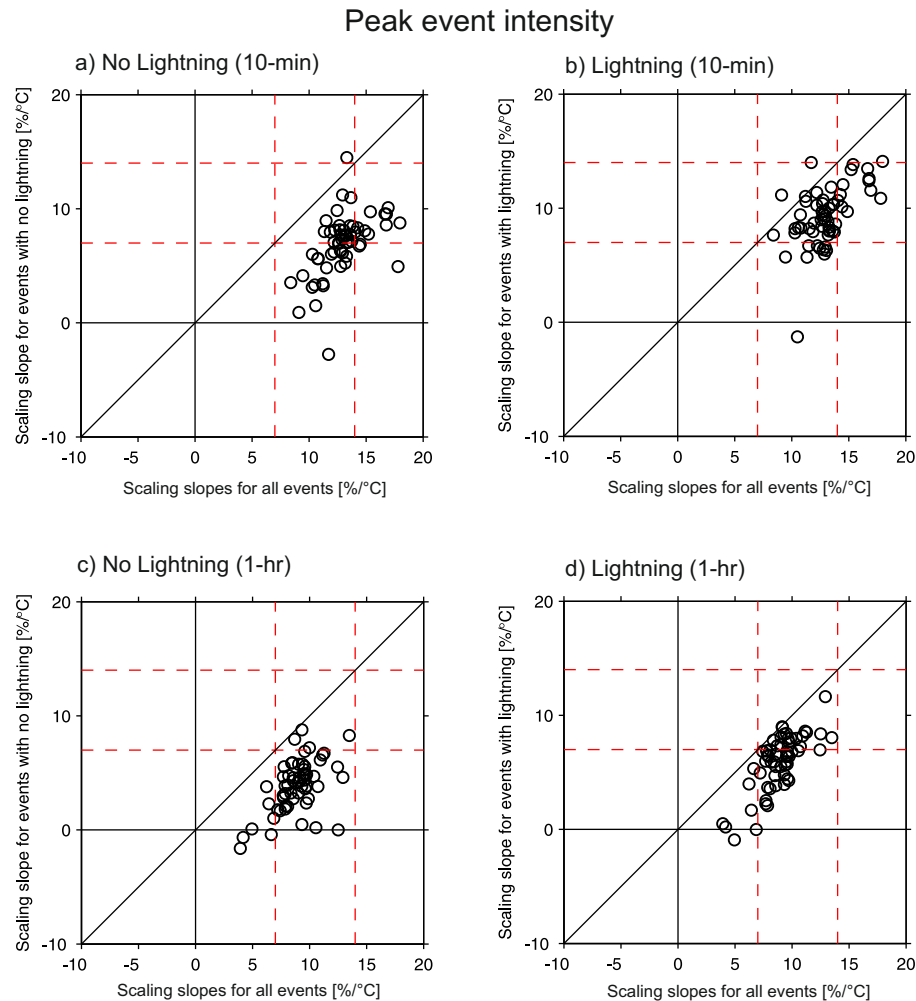 Peak event intensity
a) No Lightning (10-min)
Scaling slope for events with no lightning [%/°C]
20
10
0
-10
-10 -5 0 5 10 15 20
Scaling slopes for all events [%/°C]
b) Lightning (10-min)
Scaling slope for events with lightning [%/°C]
20
10
0
-10
-10 -5 0 5 10 15 20
Scaling slopes for all events [%/°C]
c) No Lightning (1-hr)
Scaling slope for events with no lightning [%/°C]
20
10
0
-10
-10 -5 0 5 10 15 20
Scaling slopes for all events [%/°C]
d) Lightning (1-hr)
Scaling slope for events with lightning [%/°C]
20
10
0
-10
-10 -5 0 5 10 15 20
Scaling slopes for all events [%/°C]